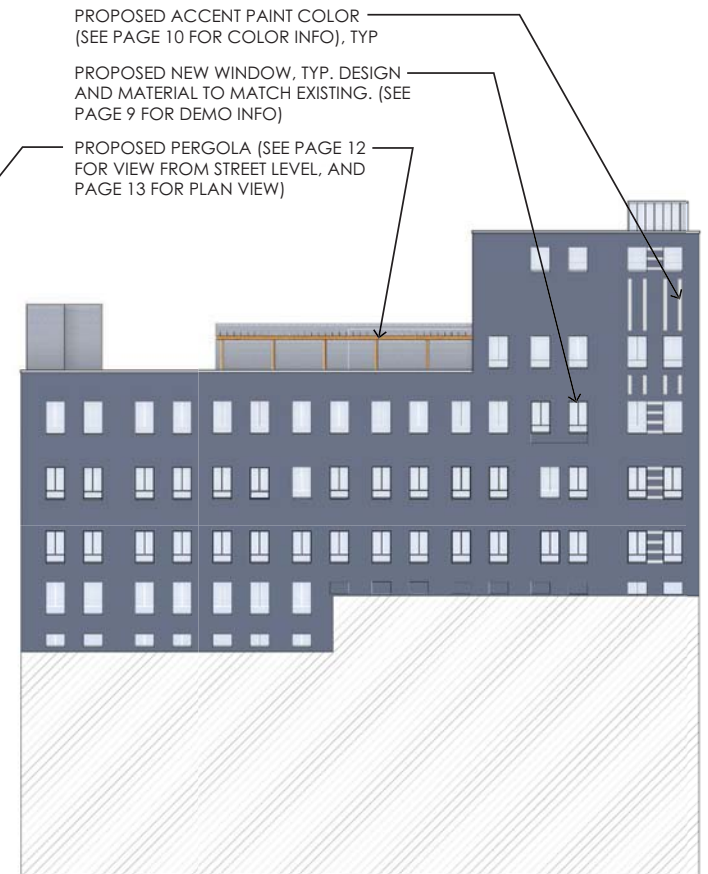 PROPOSED ACCENT PAINT COLOR
(SEE PAGE 10 FOR COLOR INFO), TYP
PROPOSED NEW WINDOW, TYP. DESIGN
AND MATERIAL TO MATCH EXISTING. (SEE
PAGE 9 FOR DEMO INFO)
PROPOSED PERGOLA (SEE PAGE 12
FOR VIEW FROM STREET LEVEL, AND
PAGE 13 FOR PLAN VIEW)